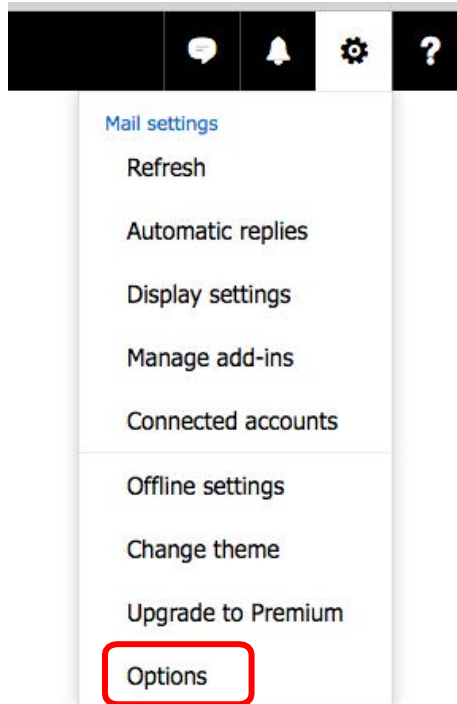 ?
Mail settings
Refresh
Automatic replies
Display settings
Manage add-ins
Connected accounts
Offline settings
Change theme
Upgrade to Premium
Options